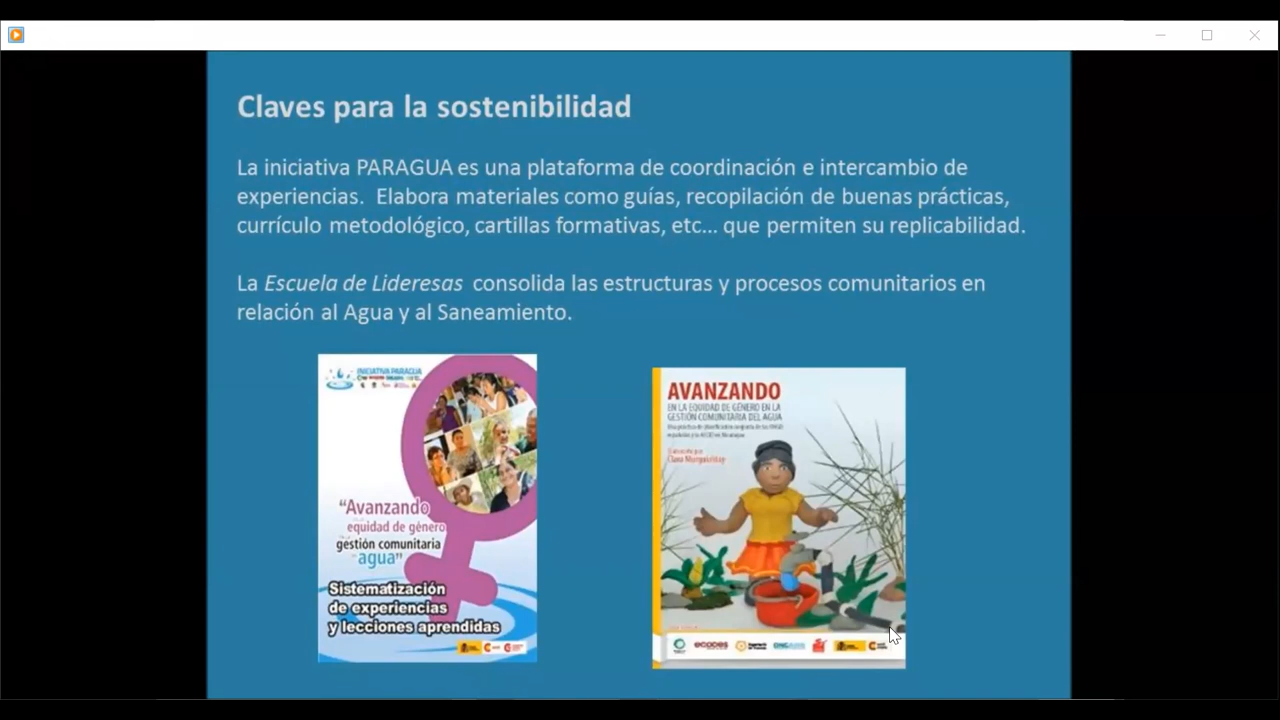 Claves para la sostenibilidad
La iniciativa PARAGUA es una plataforma de coordinación e intercambio de
experiencias. Elabora materiales como guías, recopilación de buenas prácticas,
currículo metodológico, cartillas formativas, etc... que permiten su replicabilidad.
La Escuela de Lideresas consolida las estructuras y procesos comunitarios en
relación al Agua y al Saneamiento.
INICIATIVA PARAGUA
"Avanzando
equidad de género
gestión comunitaria
agua"
Sistematización
de experiencias
y lecciones aprendidas
AVANZANDO
EN LA EQUIDAD DE GÉNERO EN LA
GESTIÓN COMUNITARIA DEL AGUA
ecodes